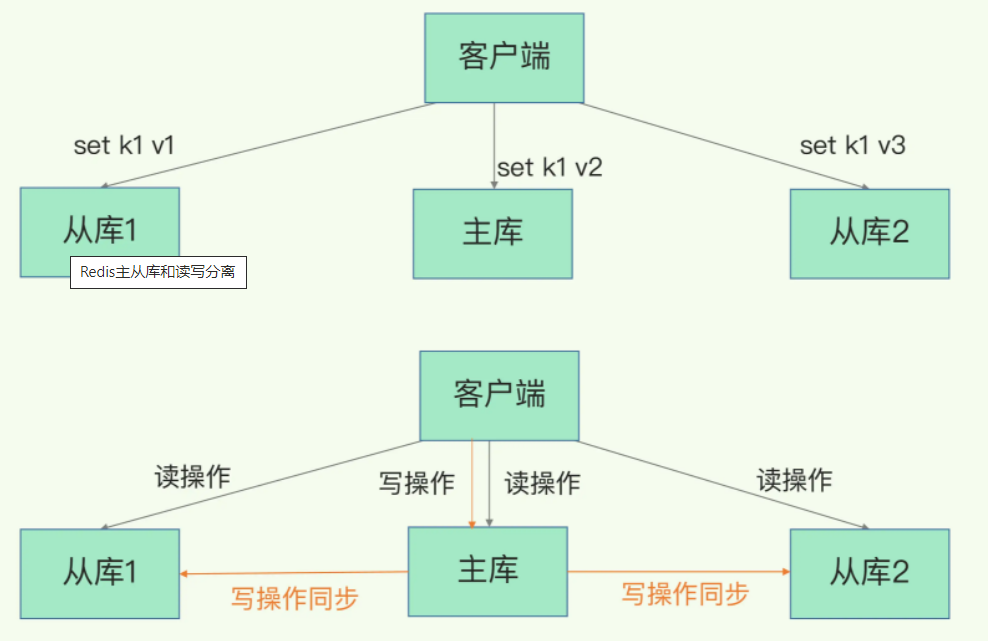 客户端
set k1 v1
set k1 v2
set k1 v3
从库1
主库
从库2
Redis主从库和读写分离
客户端
读操作
写操作
读操作
读操作
从库1
主库
从库2
写操作同步
写操作同步